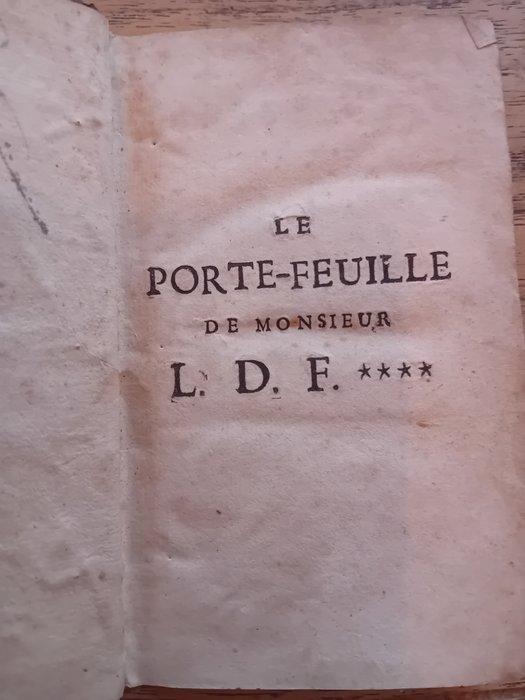 LE
PORTE-FEUILLE
DE MONSIEUR
L. D. F. ****